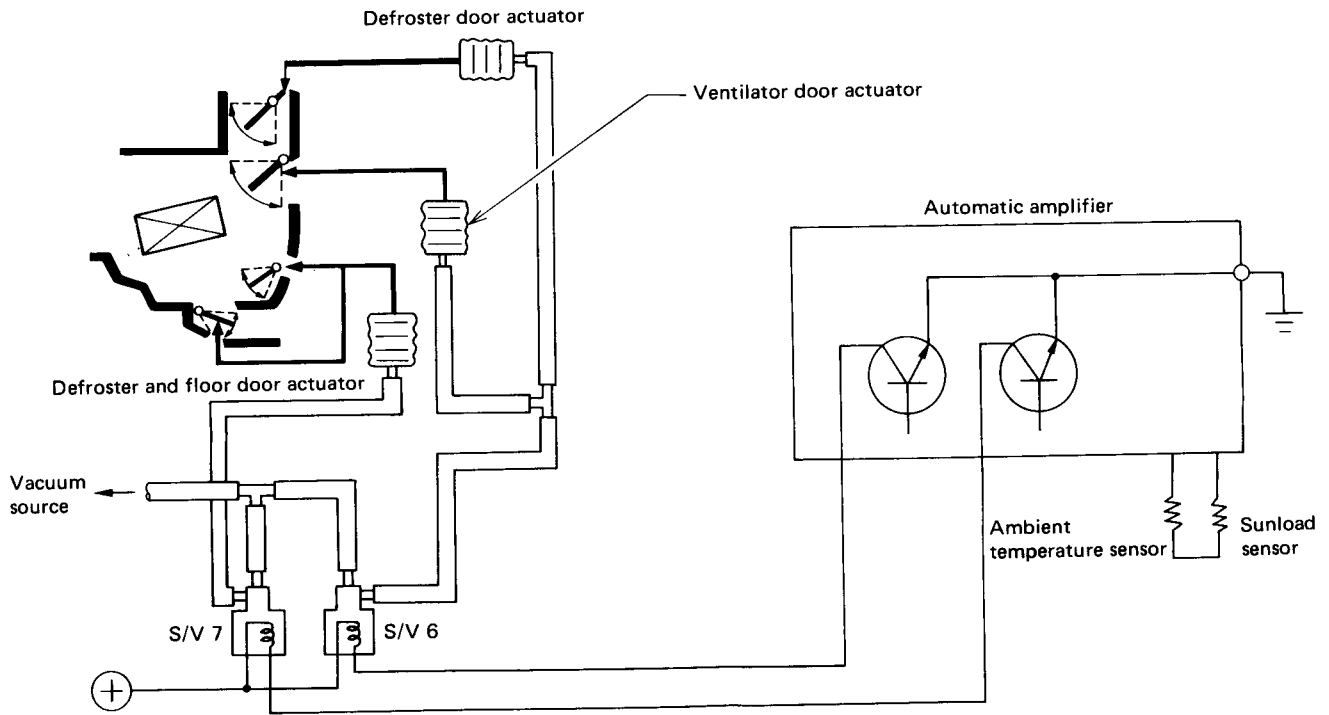 Defroster door actuator
Ventilator door actuator
Automatic amplifier
Defroster and floor door actuator
Vacuum
source
Ambient
temperature sensor
Sunload
sensor
S/V 7
S/V 6
+